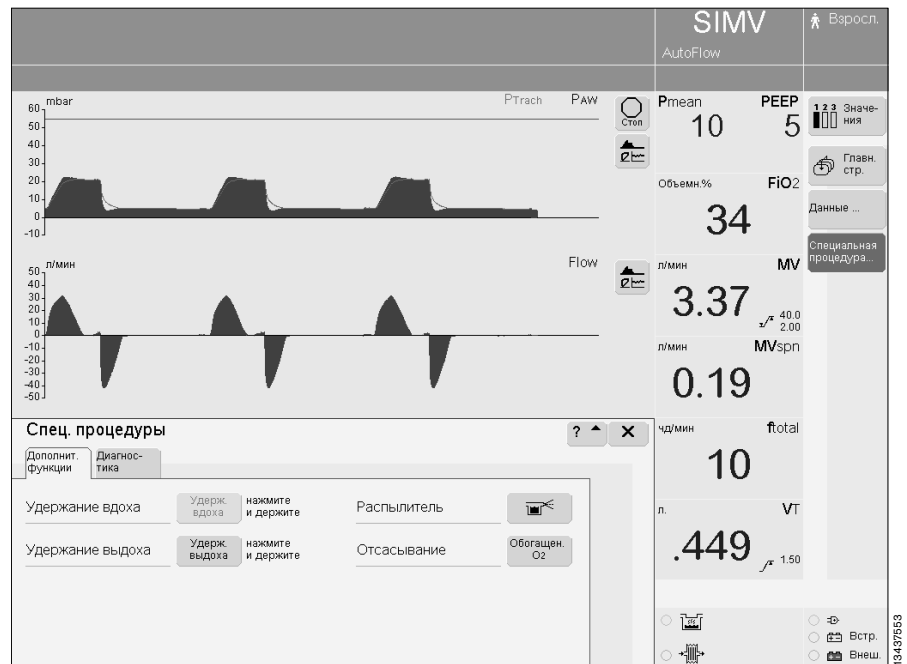 SIMV
AutoFlow
Взросл.
mbar
PTrach
PAW
60
50
40
30
20
10
0
-10
Стоп
Pmean
PEEP
10
5
1 2 3 Значе-
ния
Главн.
стр.
Объемн.%
FiO2
34
Данные ...
Специальная
процедура...
л/мин
Flow
50
40
30
20
10
0
-10
-20
-30
-40
-50
л/мин
MV
3.37
40.0
2.00
л/мин
MVspn
0.19
Спец. процедуры
?
X
Дополнит.
функции
Диагнос-
тика
чд/мин
ftotal
10
Удержание вдоха
Удерж.
вдоха
нажмите
и держите
Распылитель
Удержание выдоха
Удерж.
выдоха
нажмите
и держите
Отсасывание
Обогащен.
O2
л.
VT
.449
1.50
Встр.
Внеш.
13437553